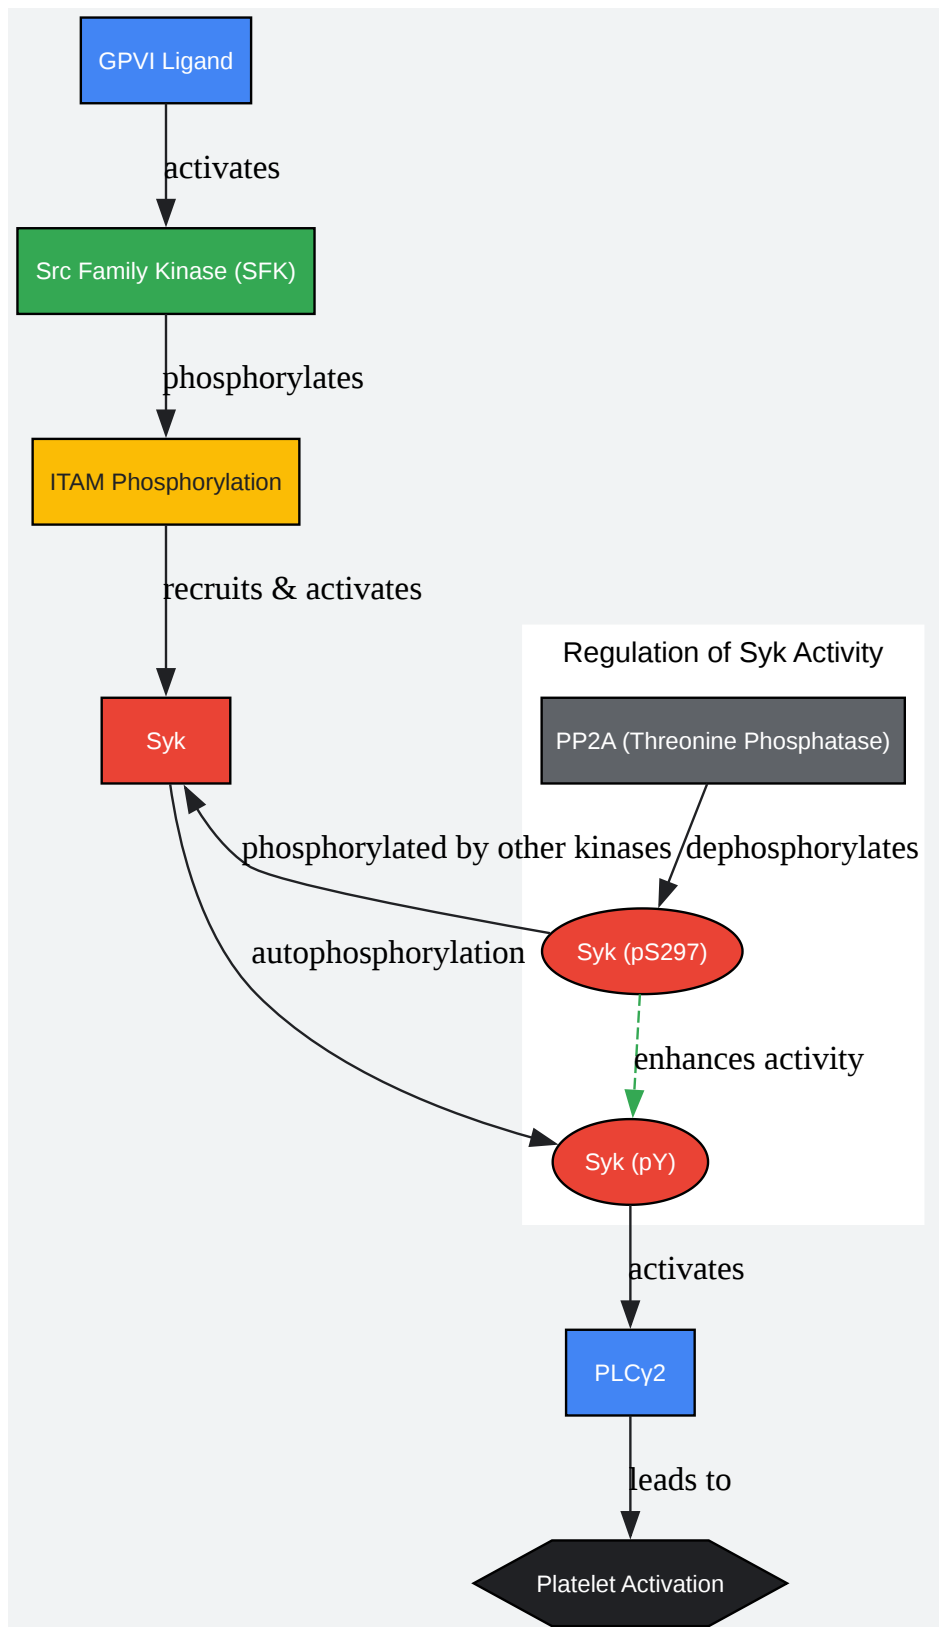 GPVI Ligand
activates
Src Family Kinase (SFK)
phosphorylates
ITAM Phosphorylation
recruits & activates
Regulation of Syk Activity
Syk
PP2A (Threonine Phosphatase)
phosphorylated by other kinases
dephosphorylates
autophosphorylation
Syk (pS297)
enhances activity
Syk (pY)
activates
PLCγ2
leads to
Platelet Activation